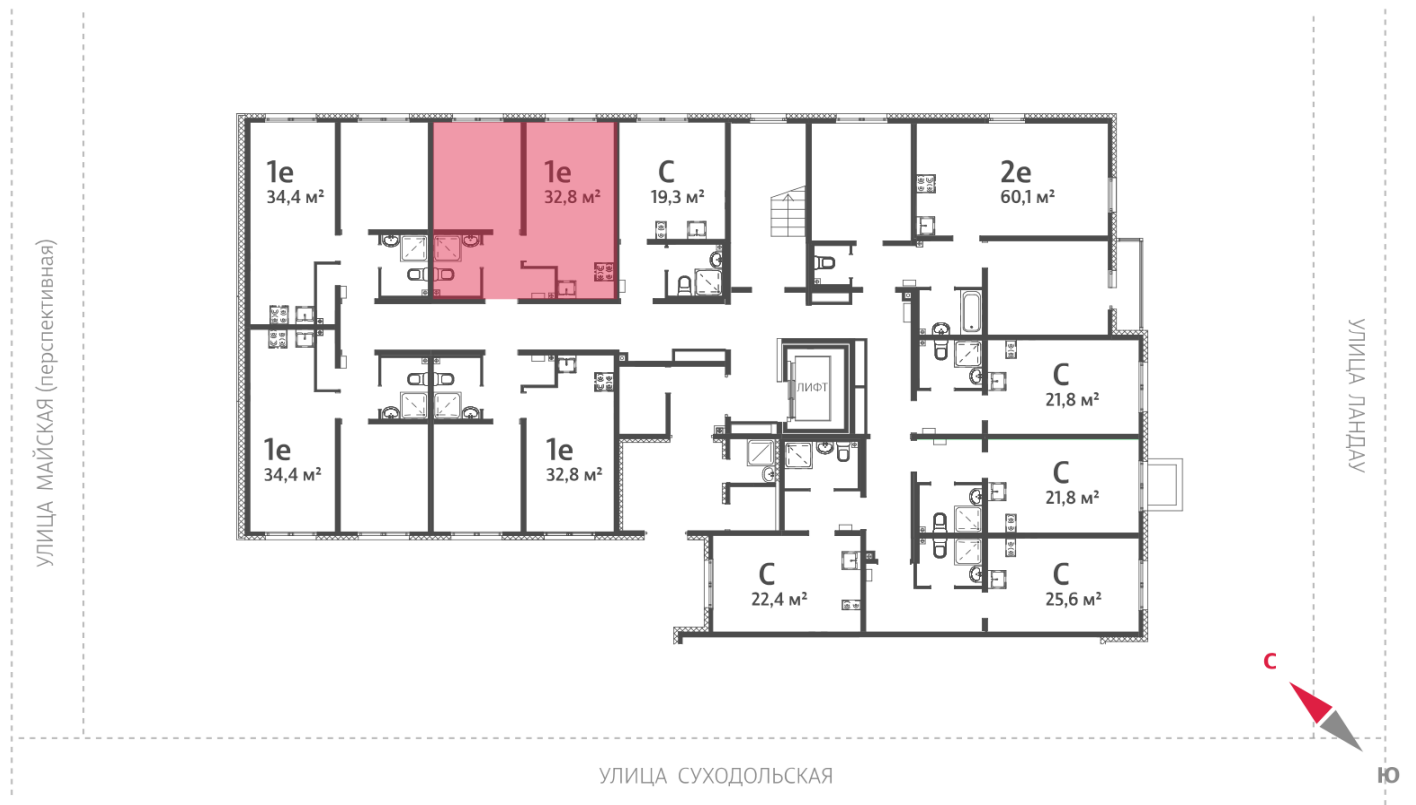 1е
34,4 м²
1е
32,8 м²
С
19,3 м²
2е
60,1 м²
УЛИЦА МАЙСКАЯ (перспективная)
ЛИФТ
С
21,8 м²
УЛИЦА ЛАНДАУ
1е
34,4 м²
1е
32,8 м²
С
21,8 м²
С
22,4 м²
С
25,6 м²
С
Ю
УЛИЦА СУХОДОЛЬСКАЯ